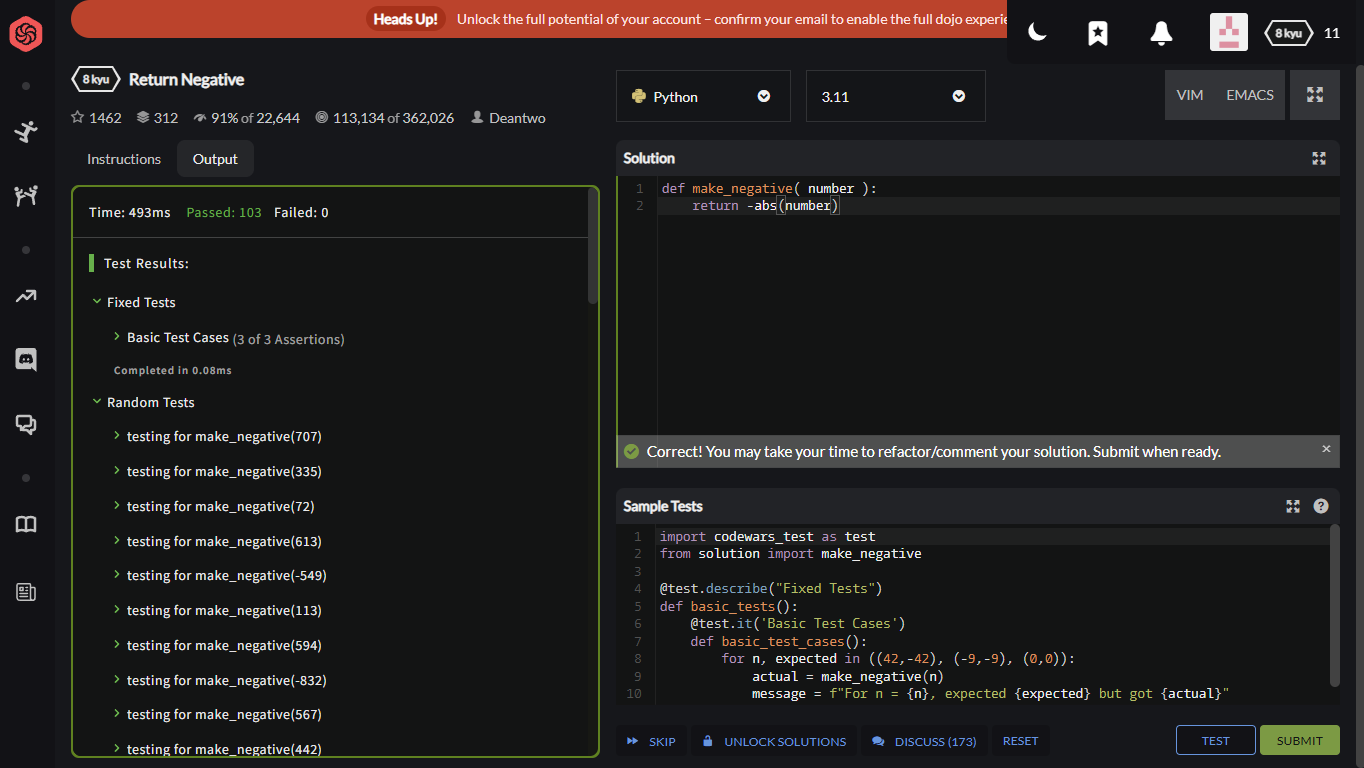 Heads Up! Unlock the full potential of your account – confirm your email to enable the full dojo experie
8 kyu 11
8 kyu Return Negative
1462 312 91% of 22,644 113,134 of 362,026 Deantwo
Instructions Output
Time: 493ms Passed: 103 Failed: 0
Test Results:
Fixed Tests
Basic Test Cases (3 of 3 Assertions)
Completed in 0.08ms
Random Tests
testing for make_negative(707)
testing for make_negative(335)
testing for make_negative(72)
testing for make_negative(613)
testing for make_negative(-549)
testing for make_negative(113)
testing for make_negative(594)
testing for make_negative(-832)
testing for make_negative(567)
testing for make_negative(442)
Python 3.11 VIM EMACS
Solution
1 def make_negative( number ):
2 return -abs(number)
Correct! You may take your time to refactor/comment your solution. Submit when ready. ×
Sample Tests ?
1 import codewars_test as test
2 from solution import make_negative
3
4 @test.describe("Fixed Tests")
5 def basic_tests():
6 @test.it('Basic Test Cases')
7 def basic_test_cases():
8 for n, expected in ((42,-42), (-9,-9), (0,0)):
9 actual = make_negative(n)
10 message = f"For n = {n}, expected {expected} but got {actual}"
SKIP UNLOCK SOLUTIONS DISCUSS (173) RESET TEST SUBMIT